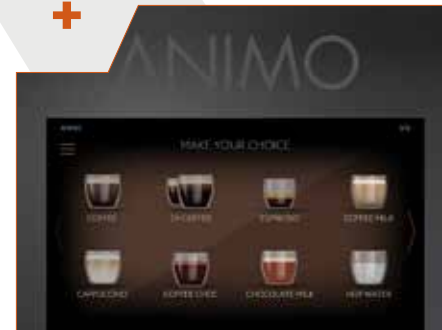 ANIMO
MAKE YOUR CHOICE
COFFEE
2x COFFEE
ESPRESSO
COFFEE MILK
CAPPUCCINO
COFFEE CHOC
CHOCOLATE MILK
HOT WATER